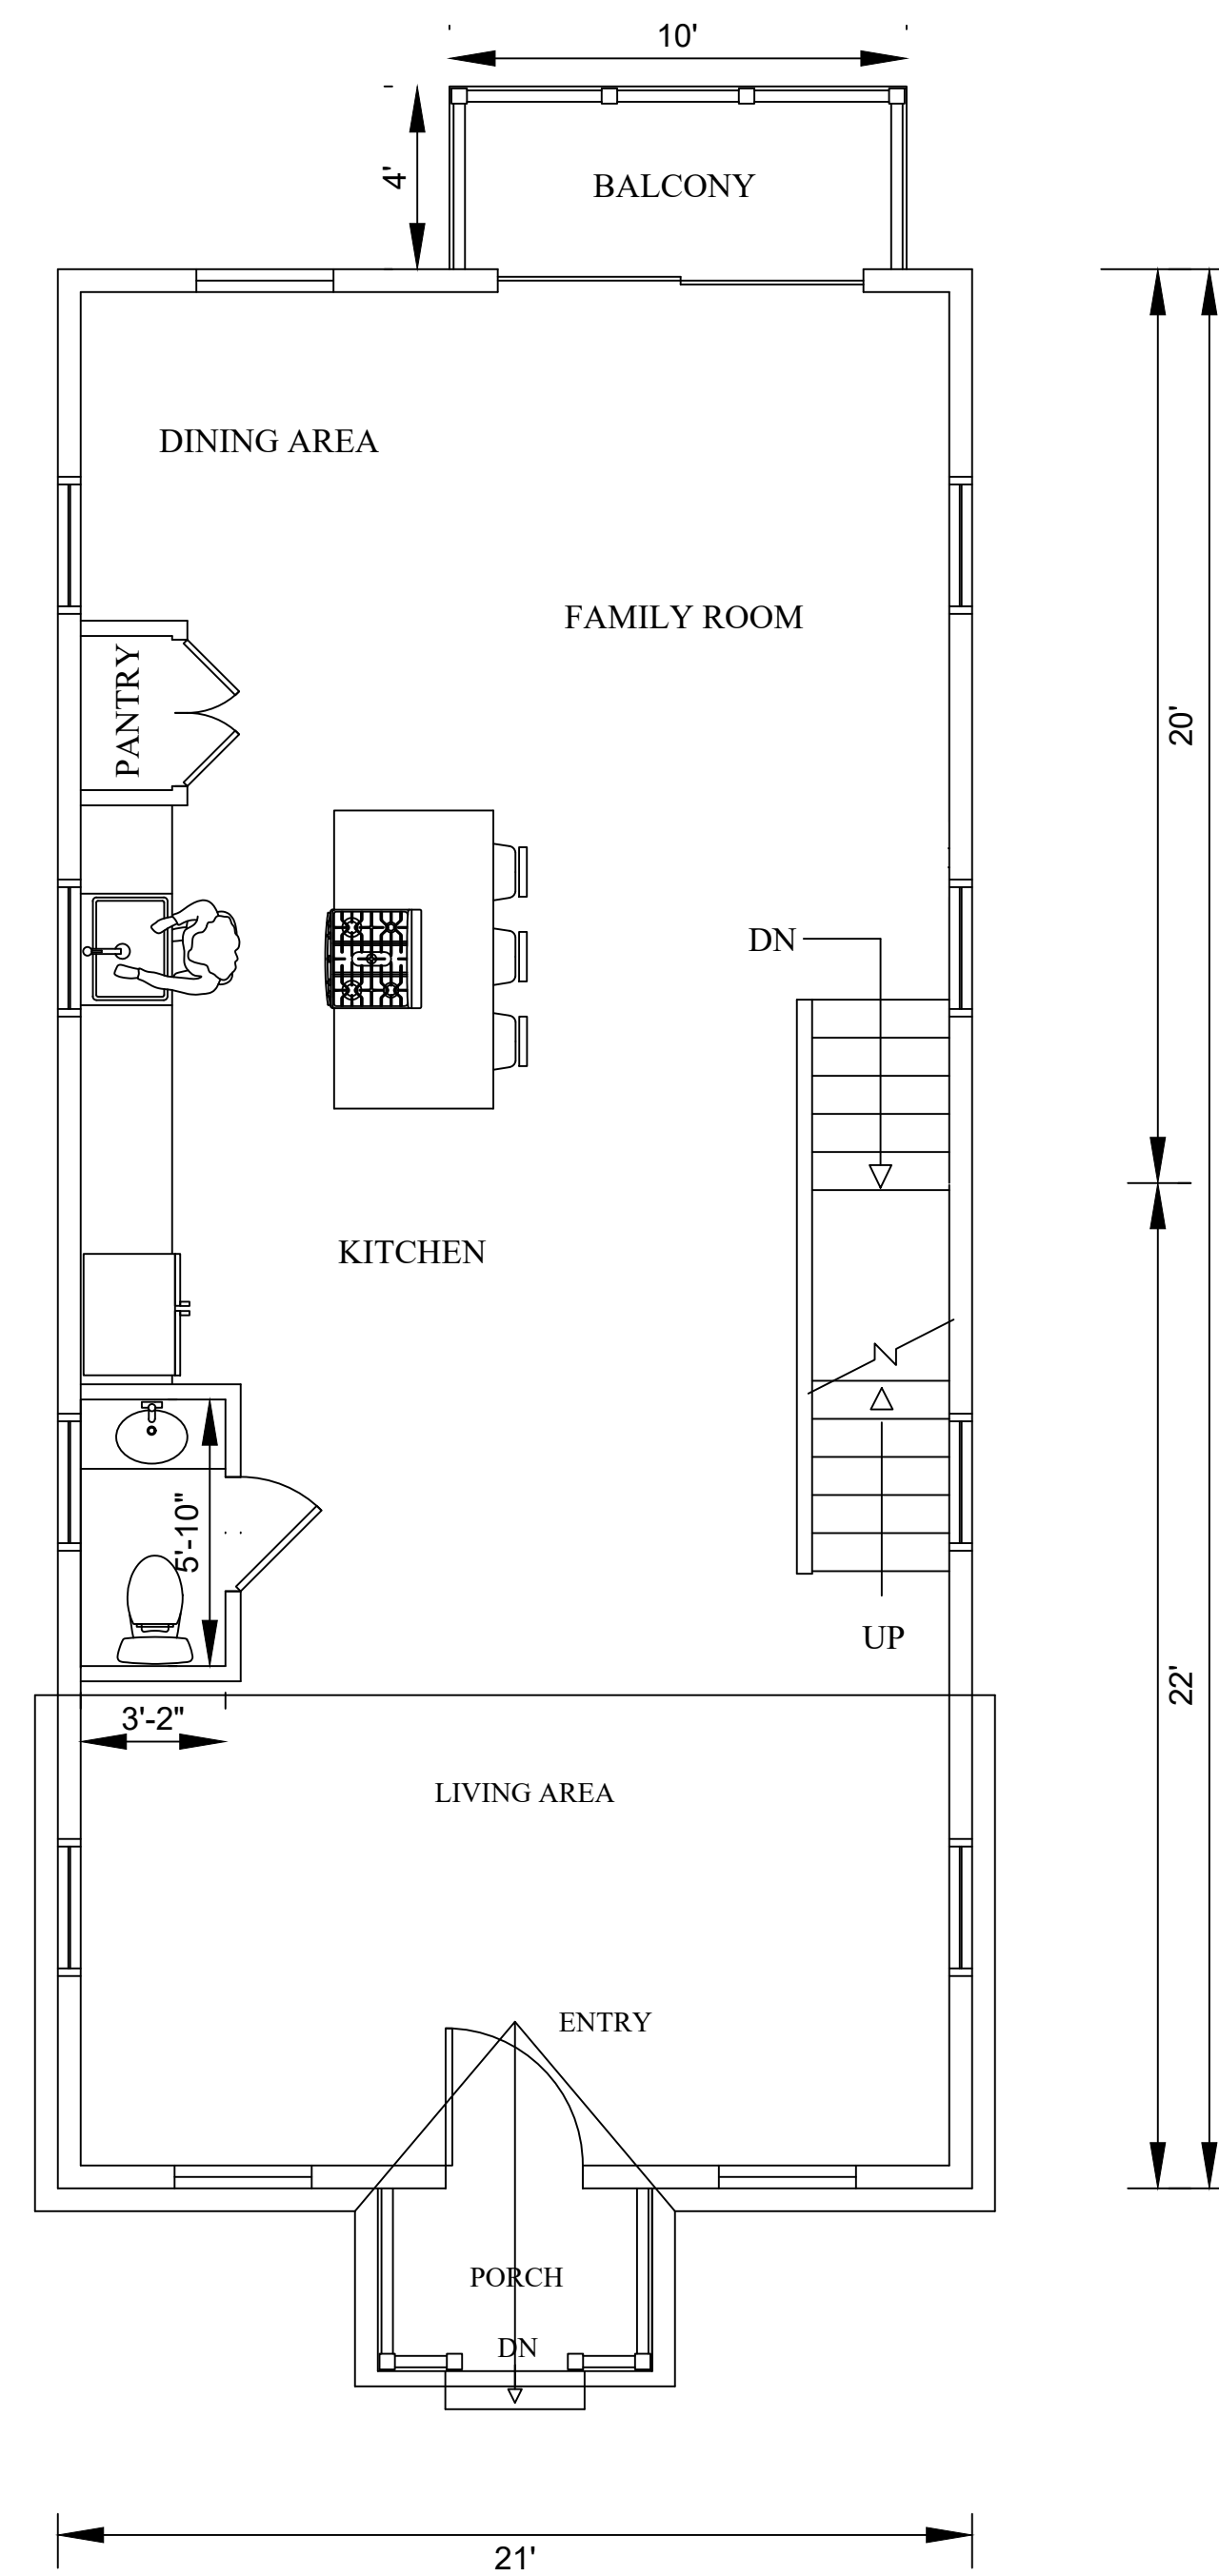 10'
4'
BALCONY
DINING AREA
FAMILY ROOM
PANTRY
20'
DN
KITCHEN
5'-10"
UP
22'
3'-2"
LIVING AREA
ENTRY
PORCH
DN
21'